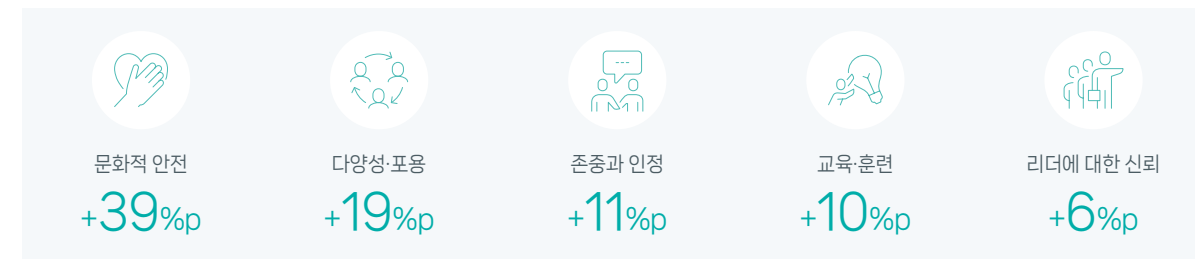 문화적 안전
+39%p
다양성·포용
+19%p
존중과 인정
+11%p
교육·훈련
+10%p
리더에 대한 신뢰
+6%p